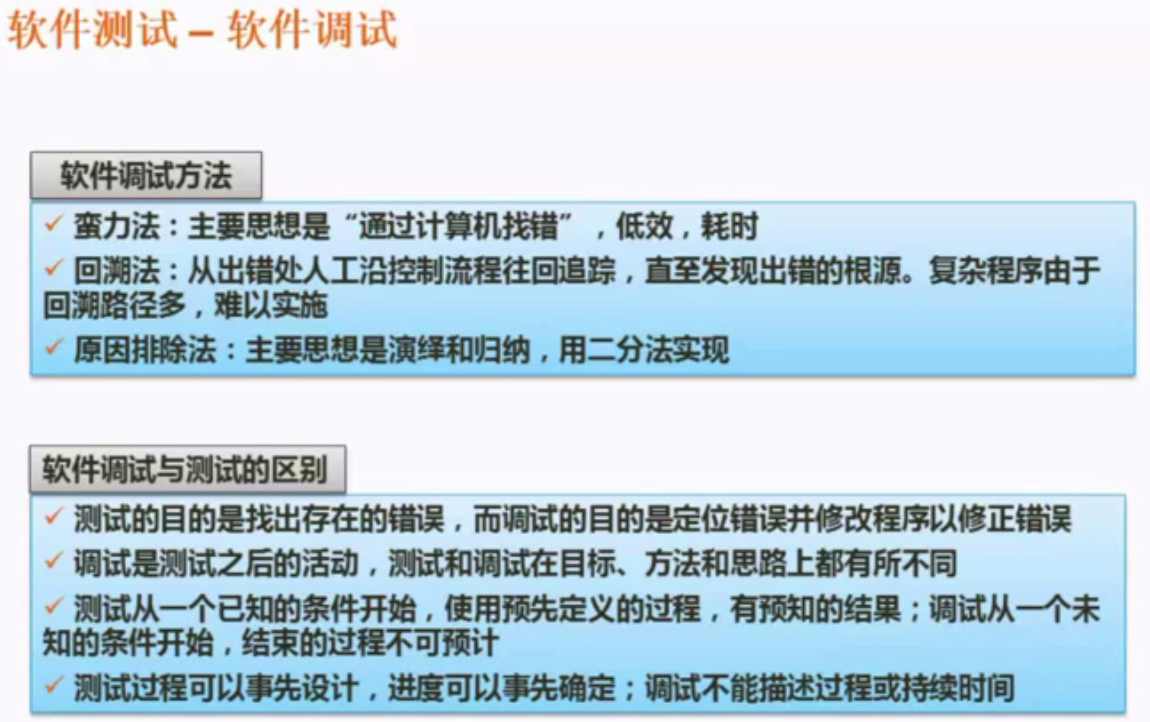 软件测试 – 软件调试
软件调试方法
✓ 蛮力法：主要思想是“通过计算机找错”，低效，耗时
✓ 回溯法：从出错处人工沿控制流程往回追踪，直至发现出错的根源。复杂程序由于
回溯路径多，难以实施
✓ 原因排除法：主要思想是演绎和归纳，用二分法实现
软件调试与测试的区别
✓ 测试的目的是找出存在的错误，而调试的目的是定位错误并修改程序以修正错误
✓ 调试是测试之后的活动，测试和调试在目标、方法和思路上都有所不同
✓ 测试从一个已知的条件开始，使用预先定义的过程，有预知的结果；调试从一个未
知的条件开始，结束的过程不可预计
✓ 测试过程可以事先设计，进度可以事先确定；调试不能描述过程或持续时间